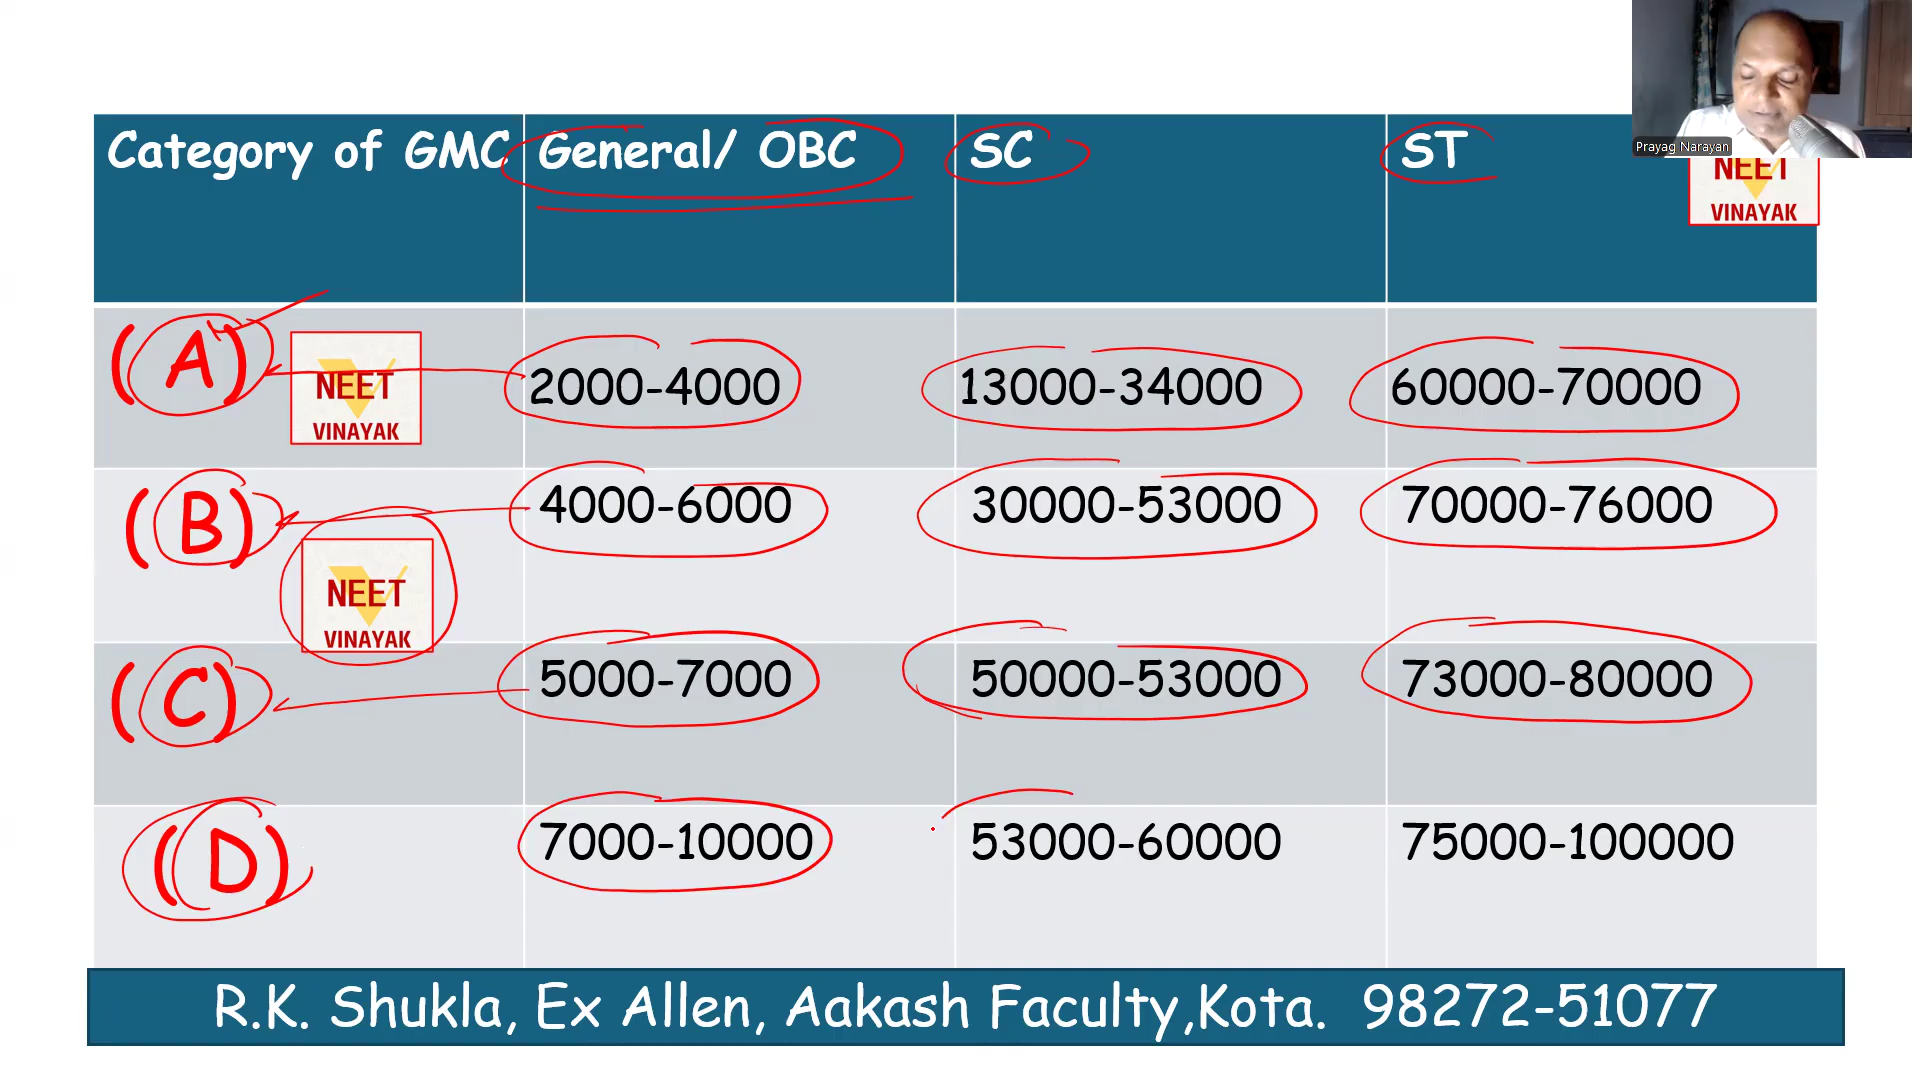 Prayag Narayan
Category of GMC General/ OBC SC ST
NEET
VINAYAK
(A) 2000-4000 13000-34000 60000-70000
NEET
VINAYAK
(B) 4000-6000 30000-53000 70000-76000
NEET
VINAYAK
(C) 5000-7000 50000-53000 73000-80000
(D) 7000-10000 53000-60000 75000-100000
R.K. Shukla, Ex Allen, Aakash Faculty,Kota. 98272-51077